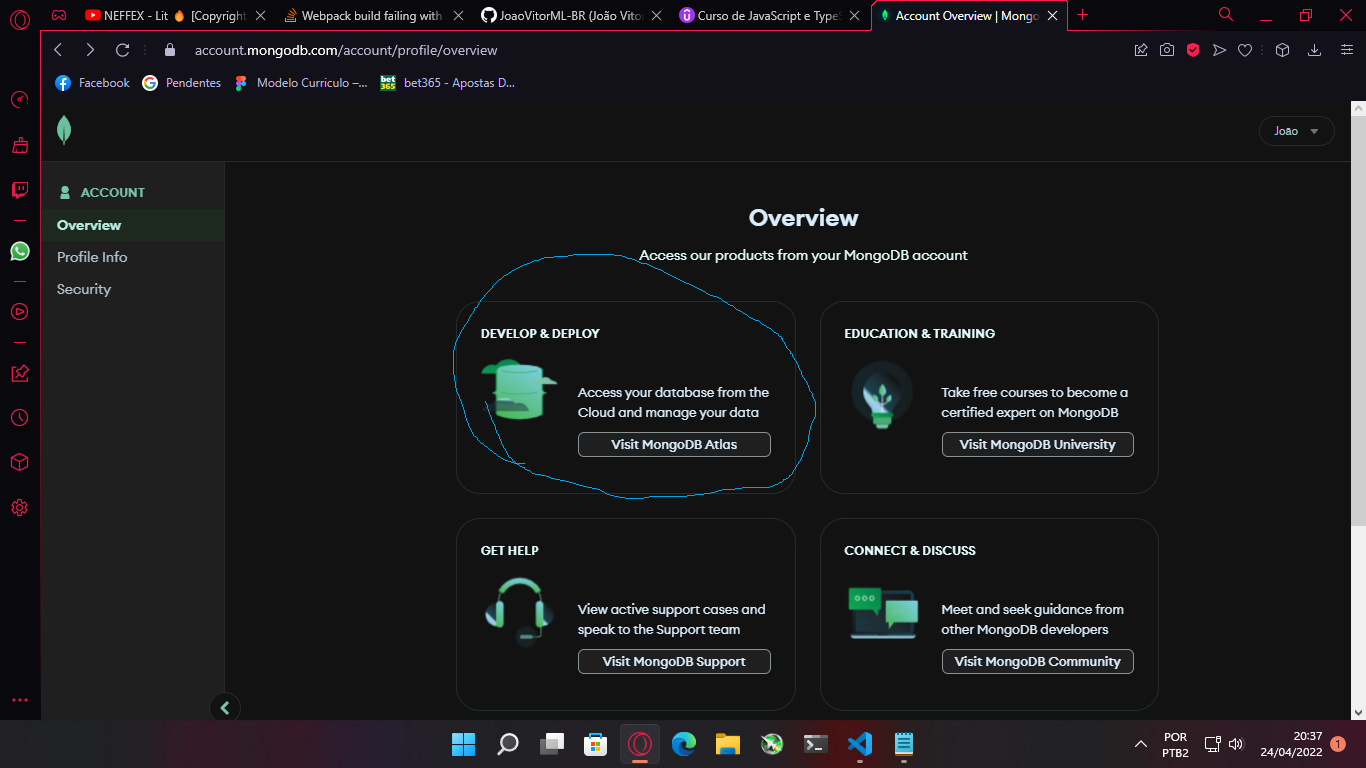 NEFFEX - Lit 🔥 [Copyright
Webpack build failing with
JoaoVitorML-BR (João Vito
Curso de JavaScript e Type
Account Overview | Mongo
account.mongodb.com/account/profile/overview
Facebook
Pendentes
Modelo Curriculo –...
bet365 - Apostas D...
João
ACCOUNT
Overview
Profile Info
Security
Overview
Access our products from your MongoDB account
DEVELOP & DEPLOY
Access your database from the
Cloud and manage your data
Visit MongoDB Atlas
EDUCATION & TRAINING
Take free courses to become a
certified expert on MongoDB
Visit MongoDB University
GET HELP
View active support cases and
speak to the Support team
Visit MongoDB Support
CONNECT & DISCUSS
Meet and seek guidance from
other MongoDB developers
Visit MongoDB Community
POR
PTB2
20:37
24/04/2022
1